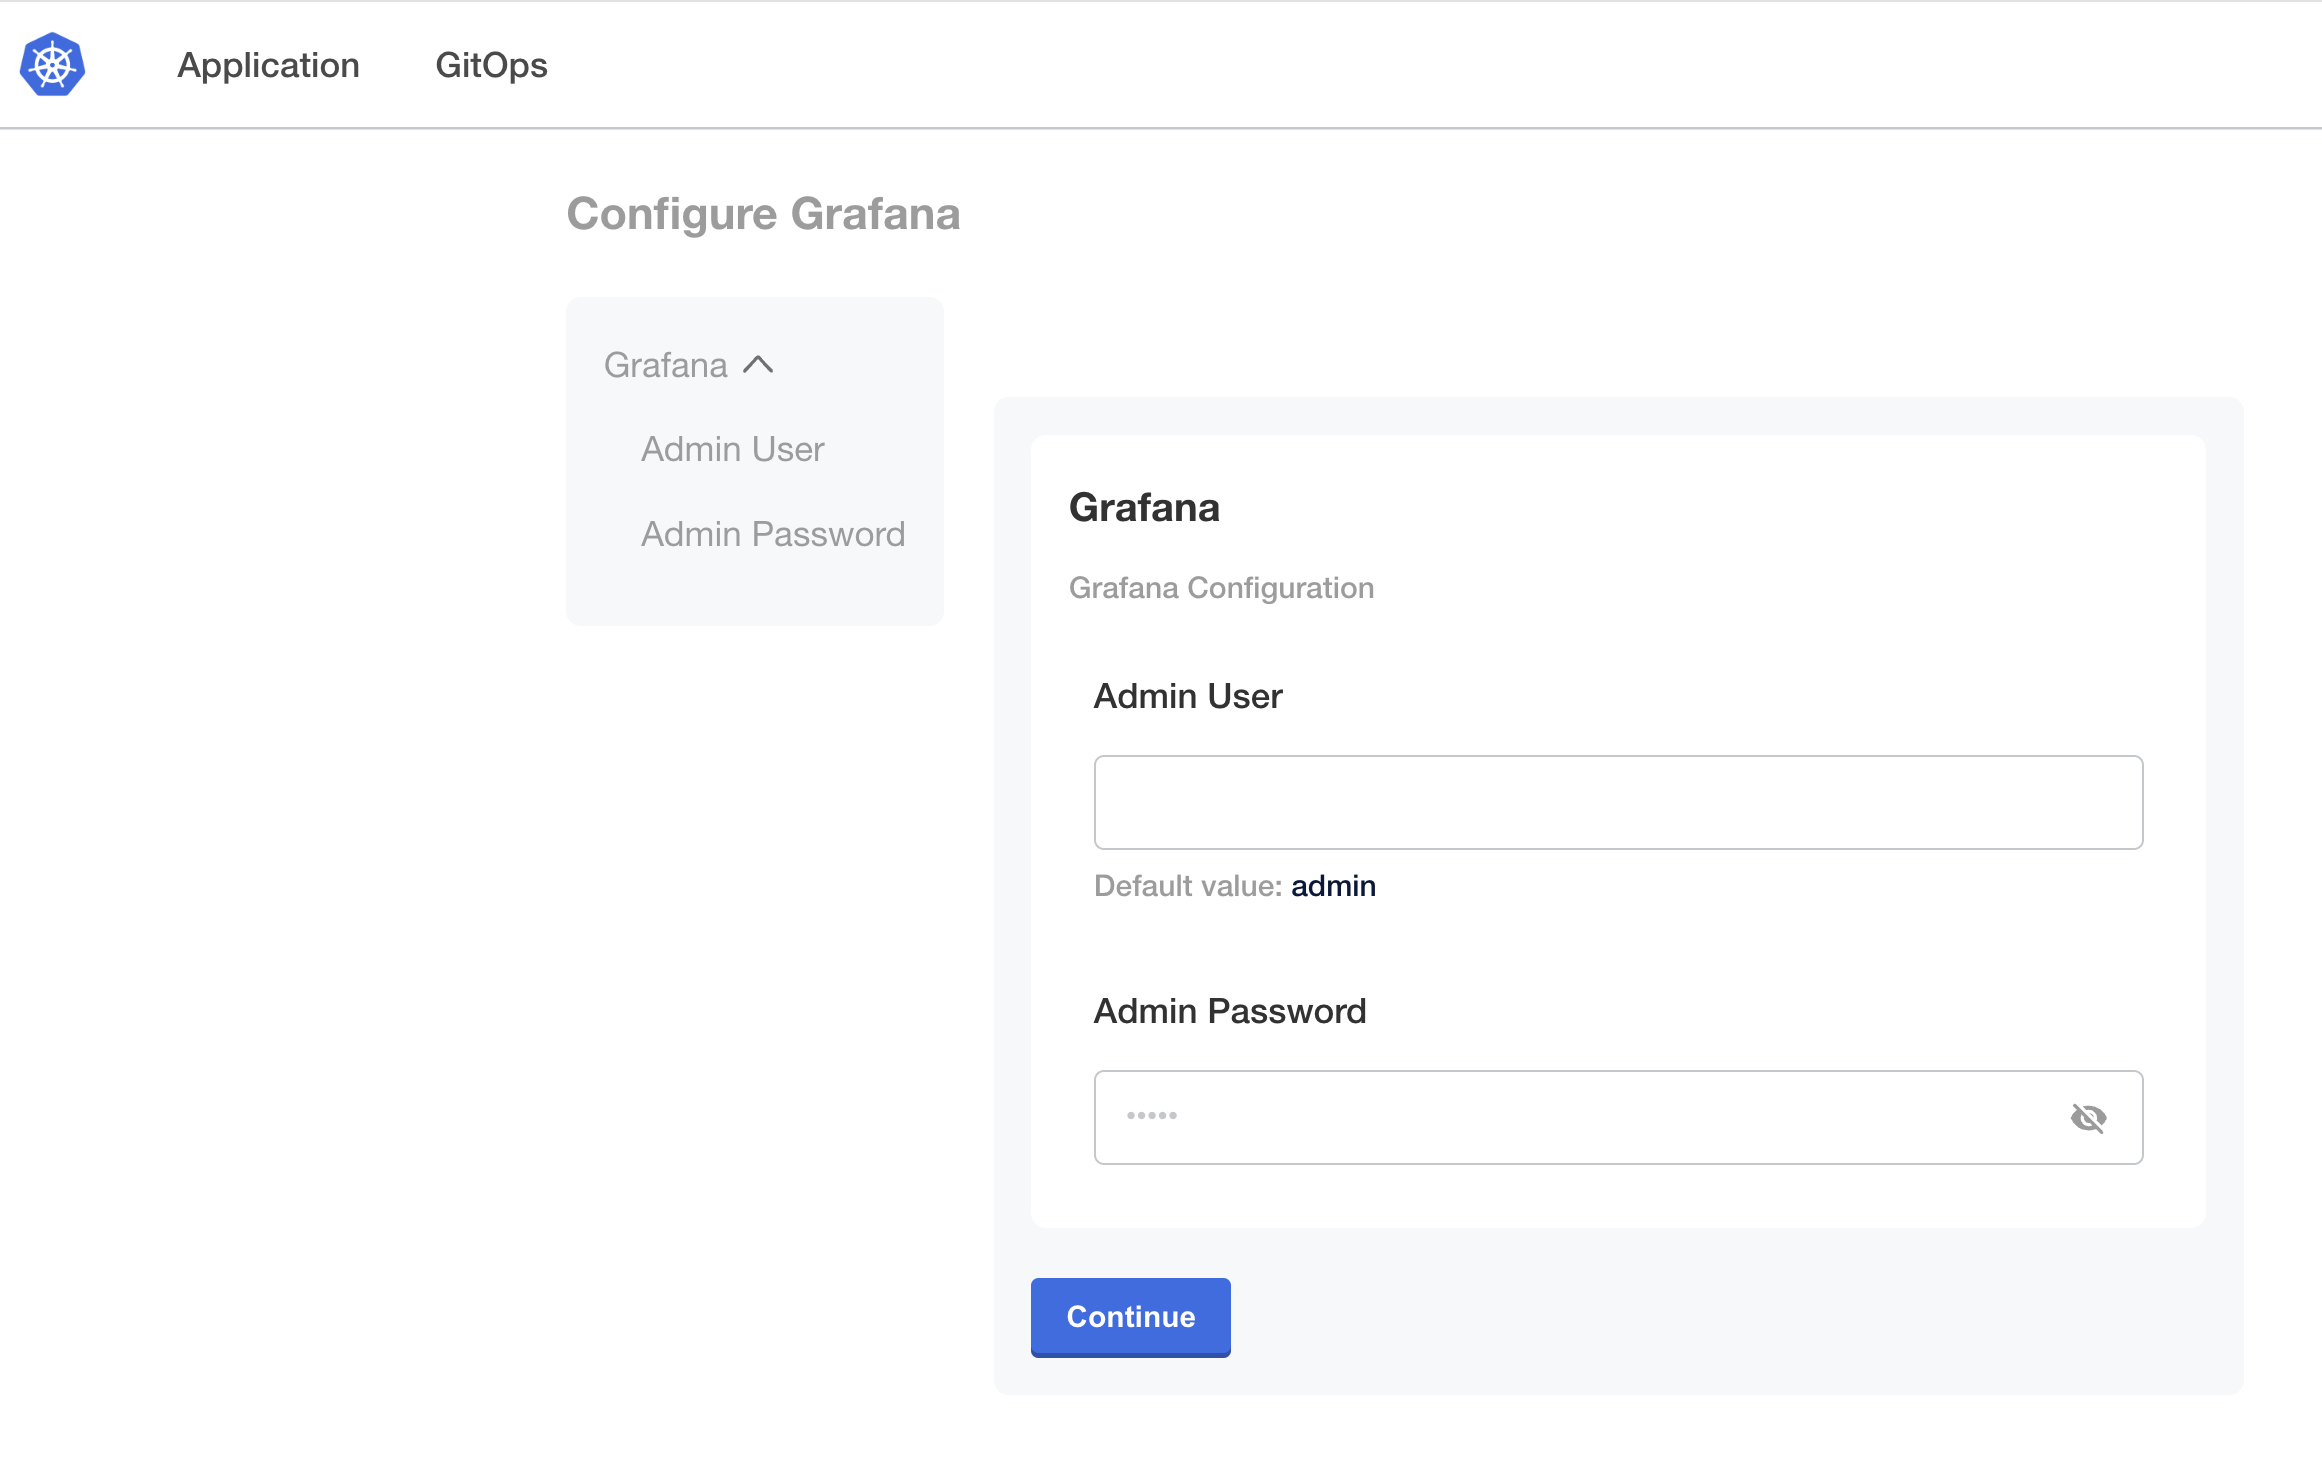 Application
GitOps
Configure Grafana
Grafana
Admin User
Admin Password
Grafana
Grafana Configuration
Admin User
Default value: admin
Admin Password
•••••
Continue